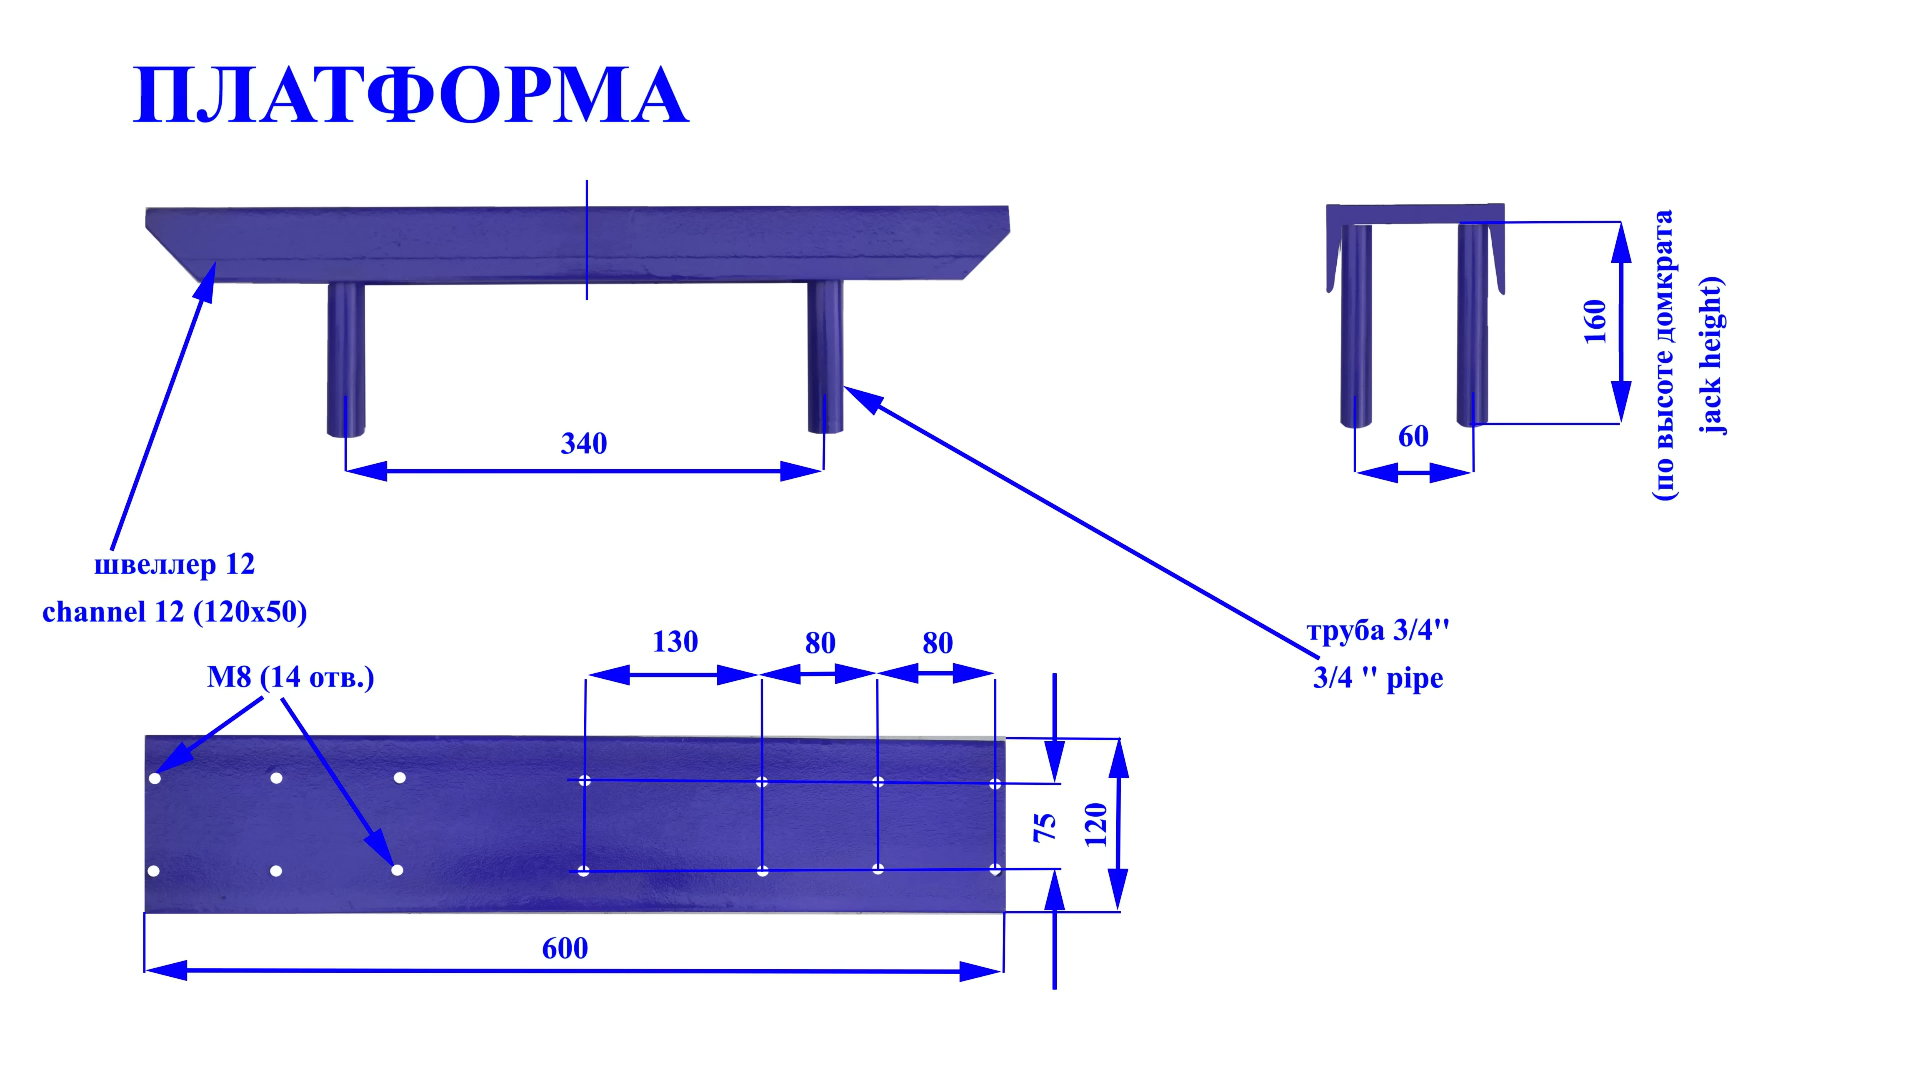 ПЛАТФОРМА
340
60
160
(по высоте домкрата
jack height)
швеллер 12
channel 12 (120x50)
труба 3/4"
3/4 " pipe
М8 (14 отв.)
130
80
80
75
120
600